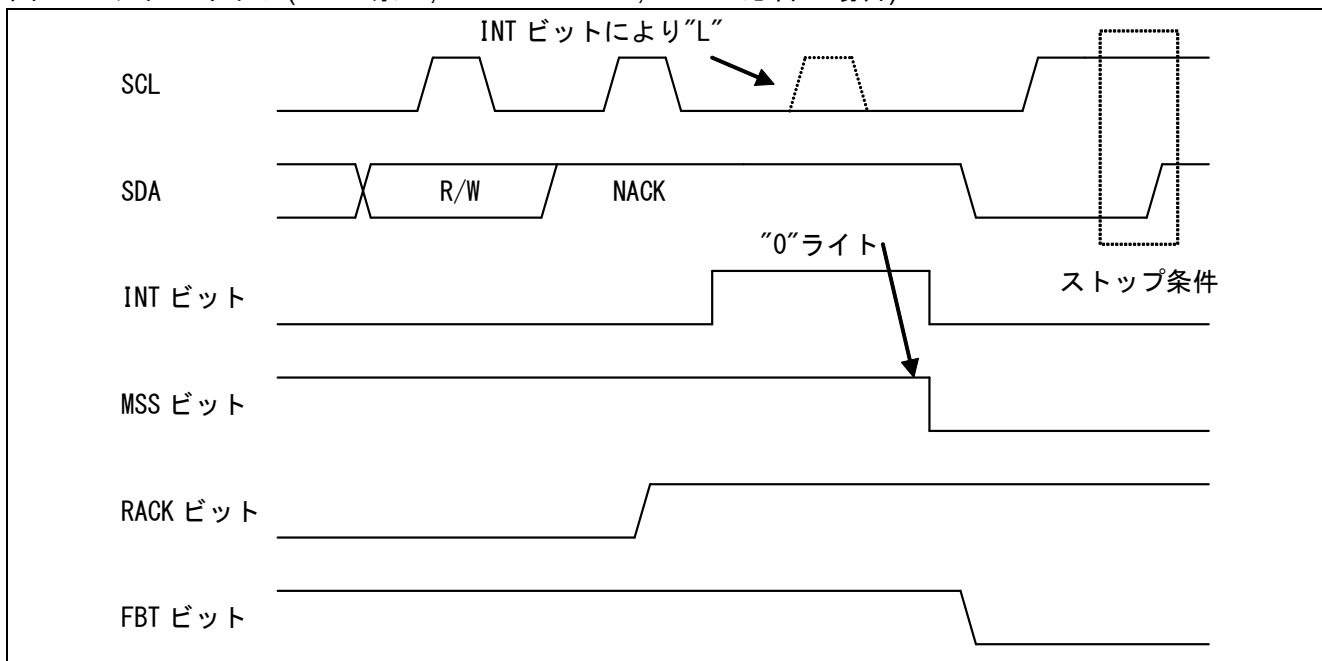 INT ビットにより"L"
SCL
SDA
R/W
NACK
"0"ライト
ストップ条件
INT ビット
MSS ビット
RACK ビット
FBT ビット